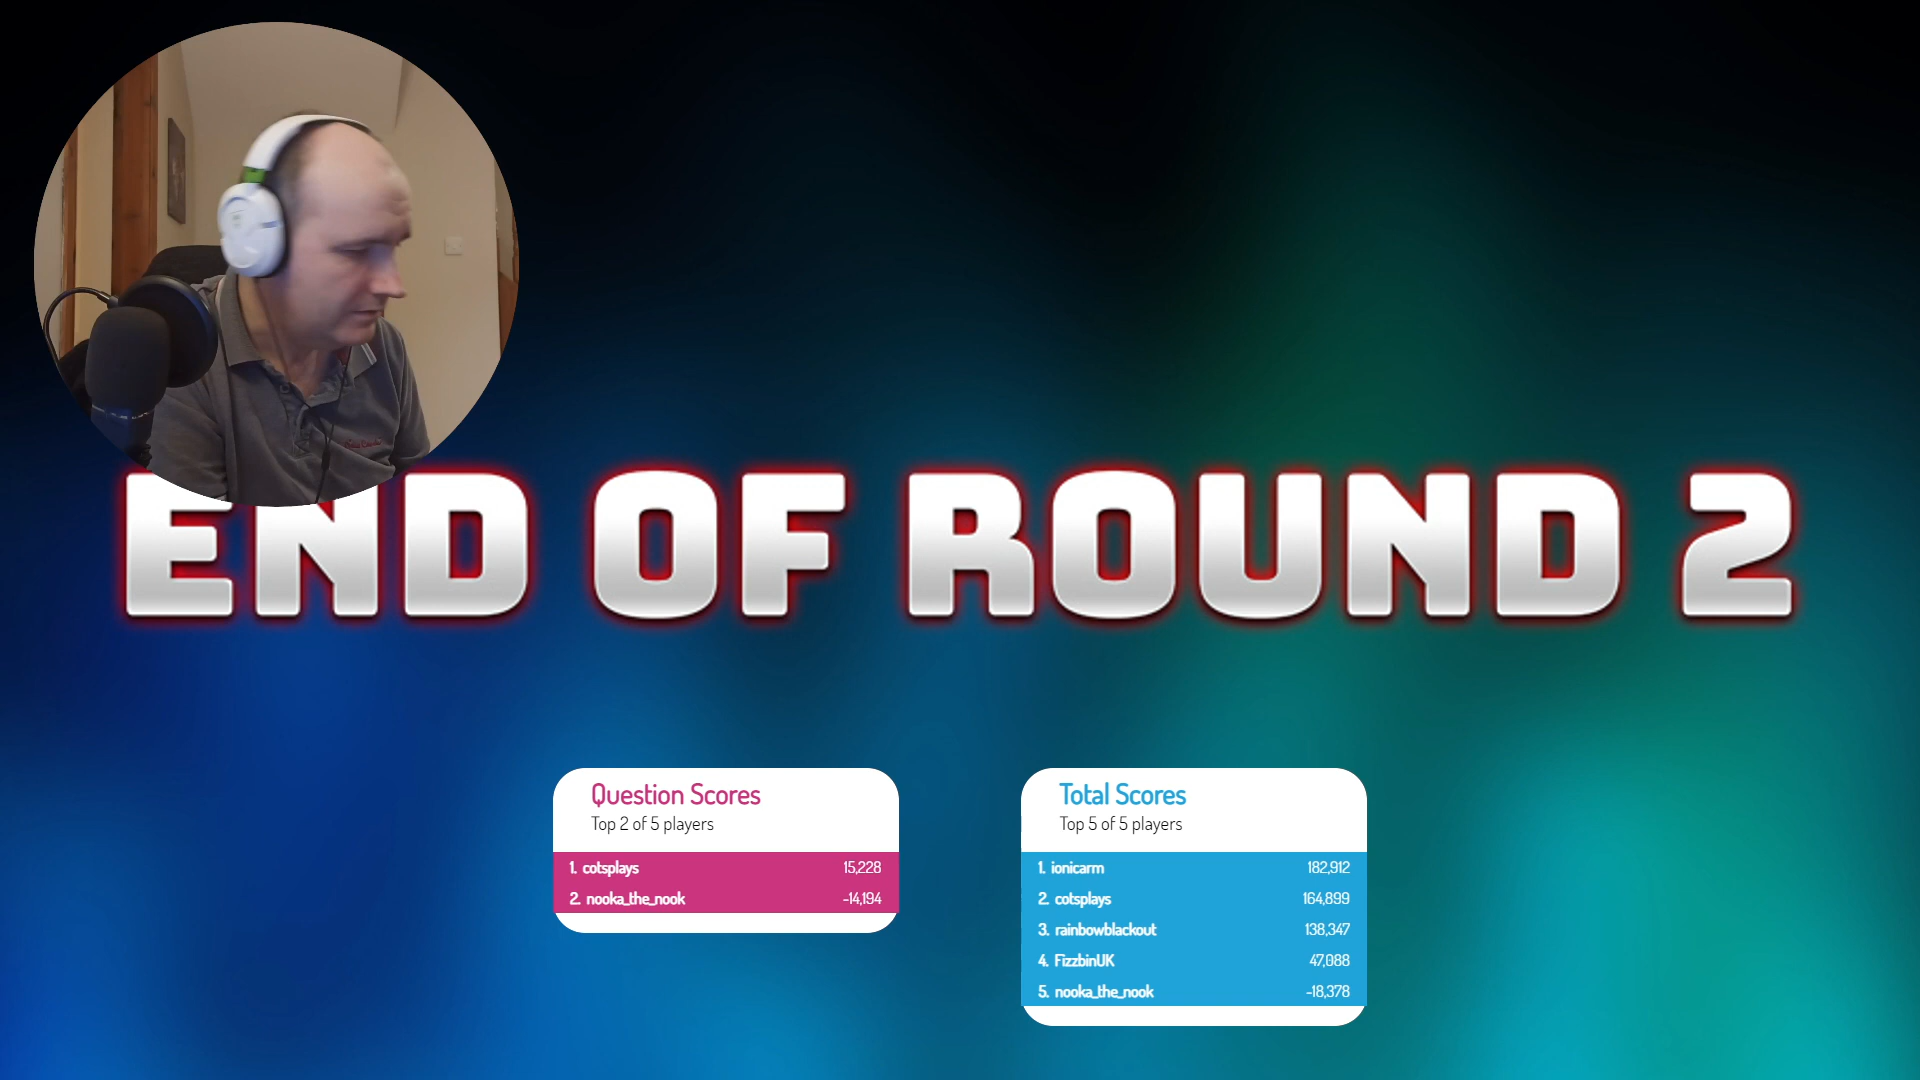 END OF ROUND 2
Question Scores
Top 2 of 5 players
1. cotsplays 15,228
2. nooka_the_nook -14,194
Total Scores
Top 5 of 5 players
1. ionicarm 182,912
2. cotsplays 164,899
3. rainbowblackout 138,347
4. FizzbinUK 47,088
5. nooka_the_nook -18,378